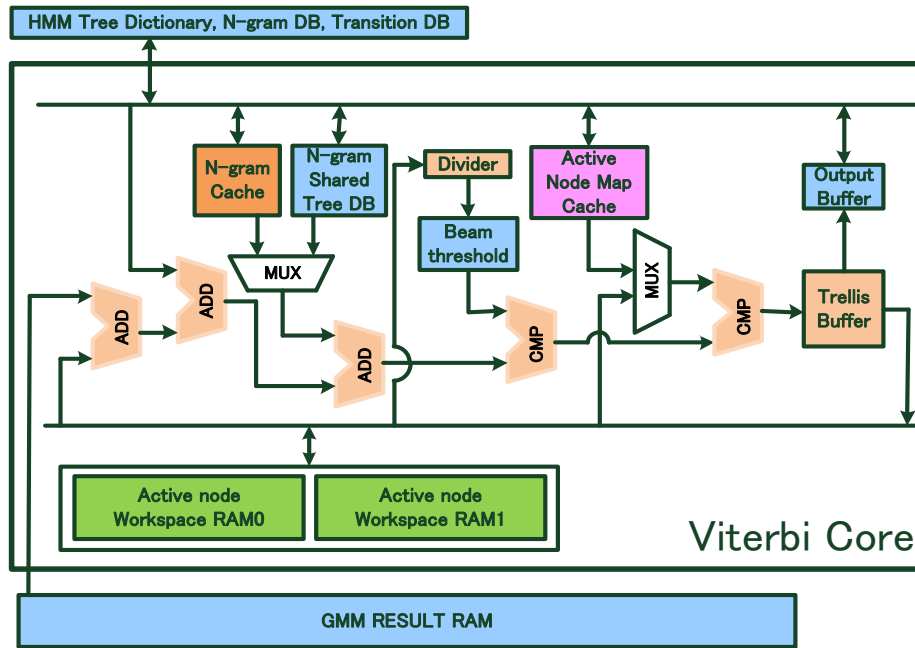 HMM Tree Dictionary, N-gram DB, Transition DB
N-gram
Cache
N-gram
Shared
Tree DB
Divider
Active
Node Map
Cache
Output
Buffer
Beam
threshold
MUX
MUX
ADD
ADD
ADD
CMP
CMP
Trellis
Buffer
Active node
Workspace RAM0
Active node
Workspace RAM1
Viterbi Core
GMM RESULT RAM